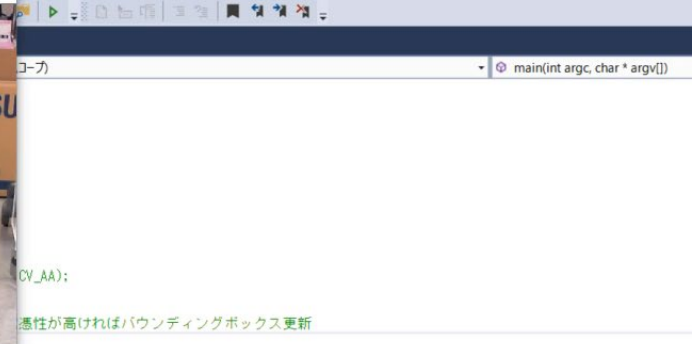 コープ) main(int argc, char * argv[])
SU
CV_AA);
憑性が高ければバウンディングボックス更新